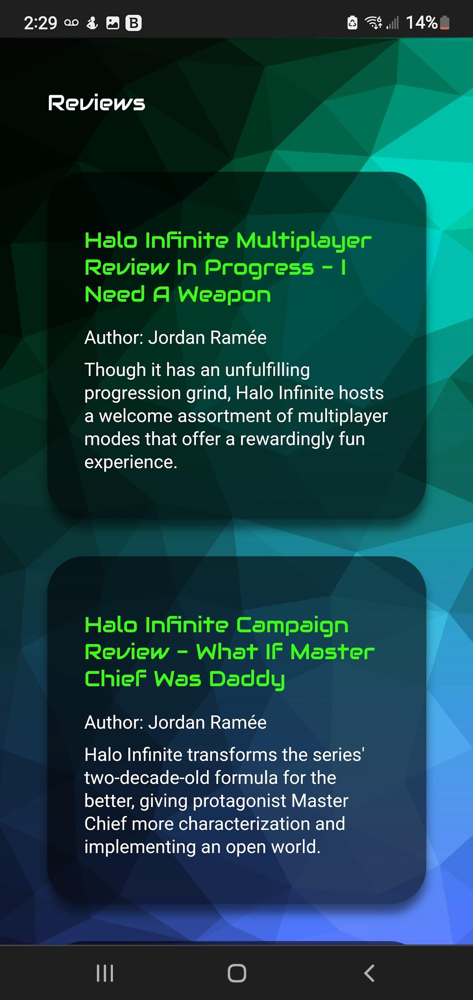 2:29
B
6
14%
Reviews
Halo Infinite Multiplayer
Review In Progress - I
Need A Weapon
Author: Jordan Ramée
Though it has an unfulfilling
progression grind, Halo Infinite hosts
a welcome assortment of multiplayer
modes that offer a rewardingly fun
experience.
Halo Infinite Campaign
Review - What If Master
Chief Was Daddy
Author: Jordan Ramée
Halo Infinite transforms the series'
two-decade-old formula for the
better, giving protagonist Master
Chief more characterization and
implementing an open world.